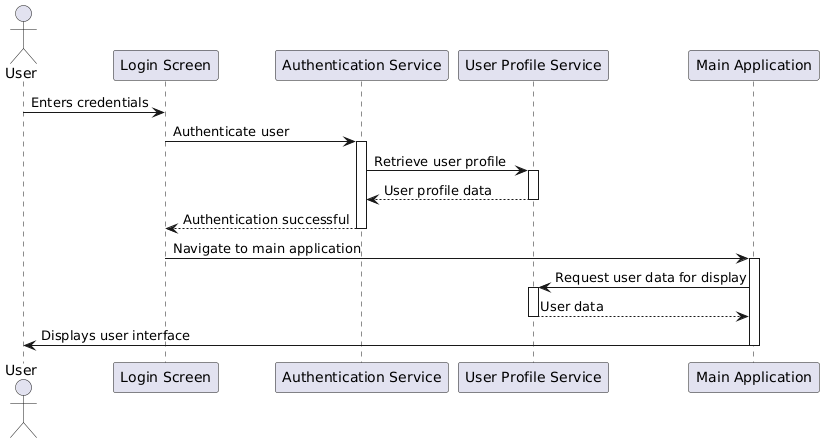 User
Login Screen
Authentication Service
User Profile Service
Main Application
Enters credentials
Authenticate user
Retrieve user profile
User profile data
Authentication successful
Navigate to main application
Request user data for display
User data
Displays user interface
User
Login Screen
Authentication Service
User Profile Service
Main Application